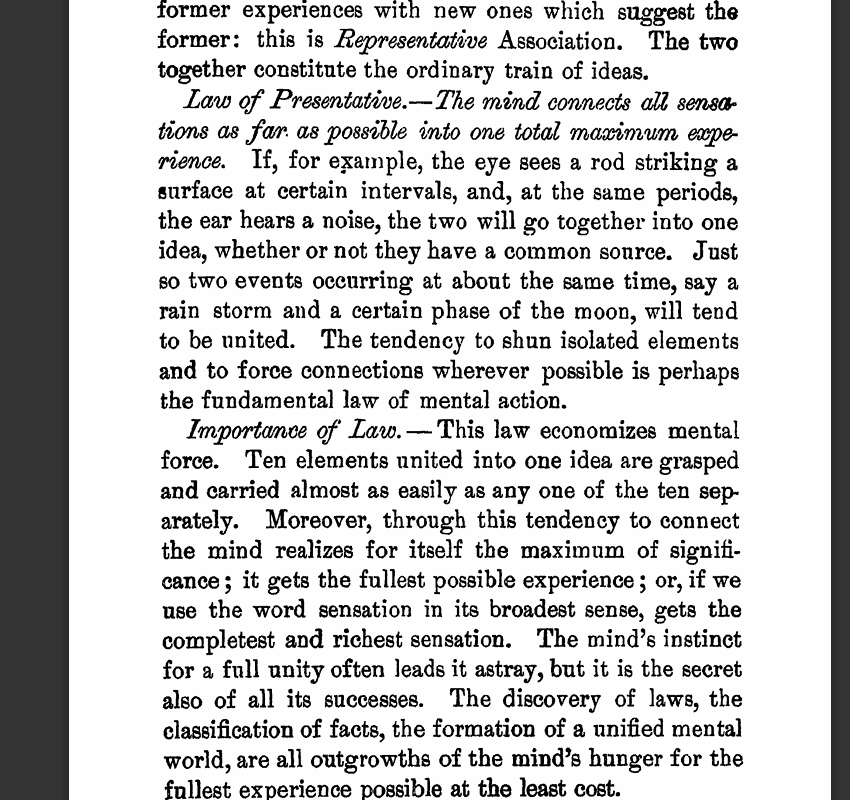 former experiences with new ones which suggest the
former: this is Representative Association. The two
together constitute the ordinary train of ideas.
Law of Presentative.—The mind connects all sensa-
tions as far as possible into one total maximum expe-
rience. If, for example, the eye sees a rod striking a
surface at certain intervals, and, at the same periods,
the ear hears a noise, the two will go together into one
idea, whether or not they have a common source. Just
so two events occurring at about the same time, say a
rain storm and a certain phase of the moon, will tend
to be united. The tendency to shun isolated elements
and to force connections wherever possible is perhaps
the fundamental law of mental action.
Importance of Law.—This law economizes mental
force. Ten elements united into one idea are grasped
and carried almost as easily as any one of the ten sep-
arately. Moreover, through this tendency to connect
the mind realizes for itself the maximum of signifi-
cance; it gets the fullest possible experience; or, if we
use the word sensation in its broadest sense, gets the
completest and richest sensation. The mind's instinct
for a full unity often leads it astray, but it is the secret
also of all its successes. The discovery of laws, the
classification of facts, the formation of a unified mental
world, are all outgrowths of the mind's hunger for the
fullest experience possible at the least cost.